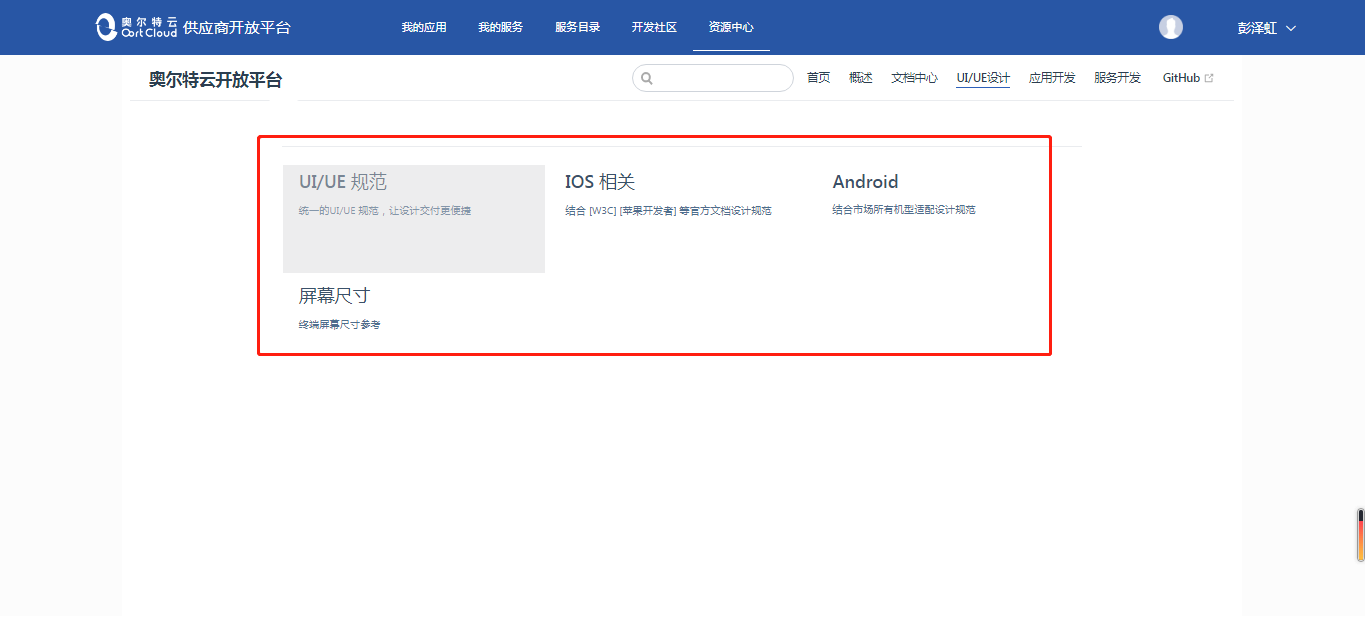 奥尔特云 OortCloud 供应商开放平台 我的应用 我的服务 服务目录 开发社区 资源中心 彭泽虹
奥尔特云开放平台 首页 概述 文档中心 UI/UE设计 应用开发 服务开发 GitHub
UI/UE 规范 IOS 相关 Android
统一的UI/UE 规范，让设计交付更便捷 结合 [W3C] [苹果开发者] 等官方文档设计规范 结合市场所有机型适配设计规范
屏幕尺寸
终端屏幕尺寸参考